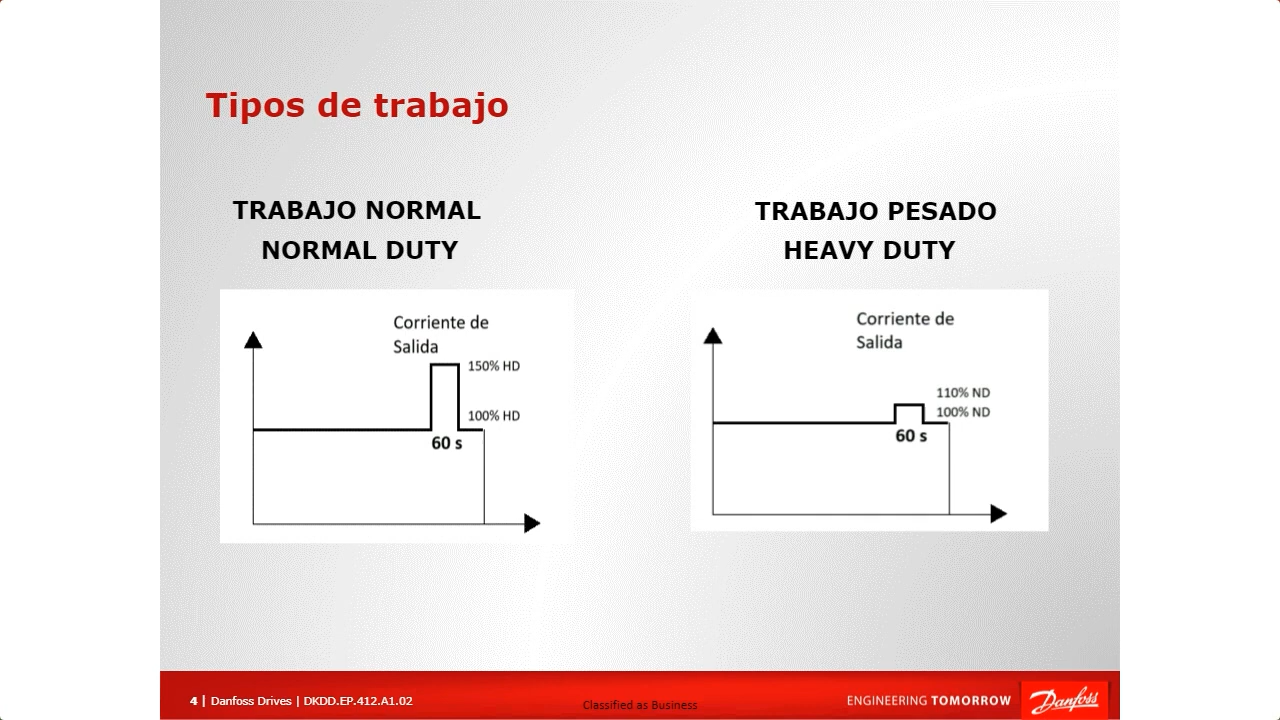 Tipos de trabajo
TRABAJO NORMAL
NORMAL DUTY
Corriente de
Salida
150% HD
100% HD
60 s
TRABAJO PESADO
HEAVY DUTY
Corriente de
Salida
110% ND
100% ND
60 s
4 | Danfoss Drives | DKDD.EP.412.A1.02
Classified as Business
ENGINEERING TOMORROW
Danfoss